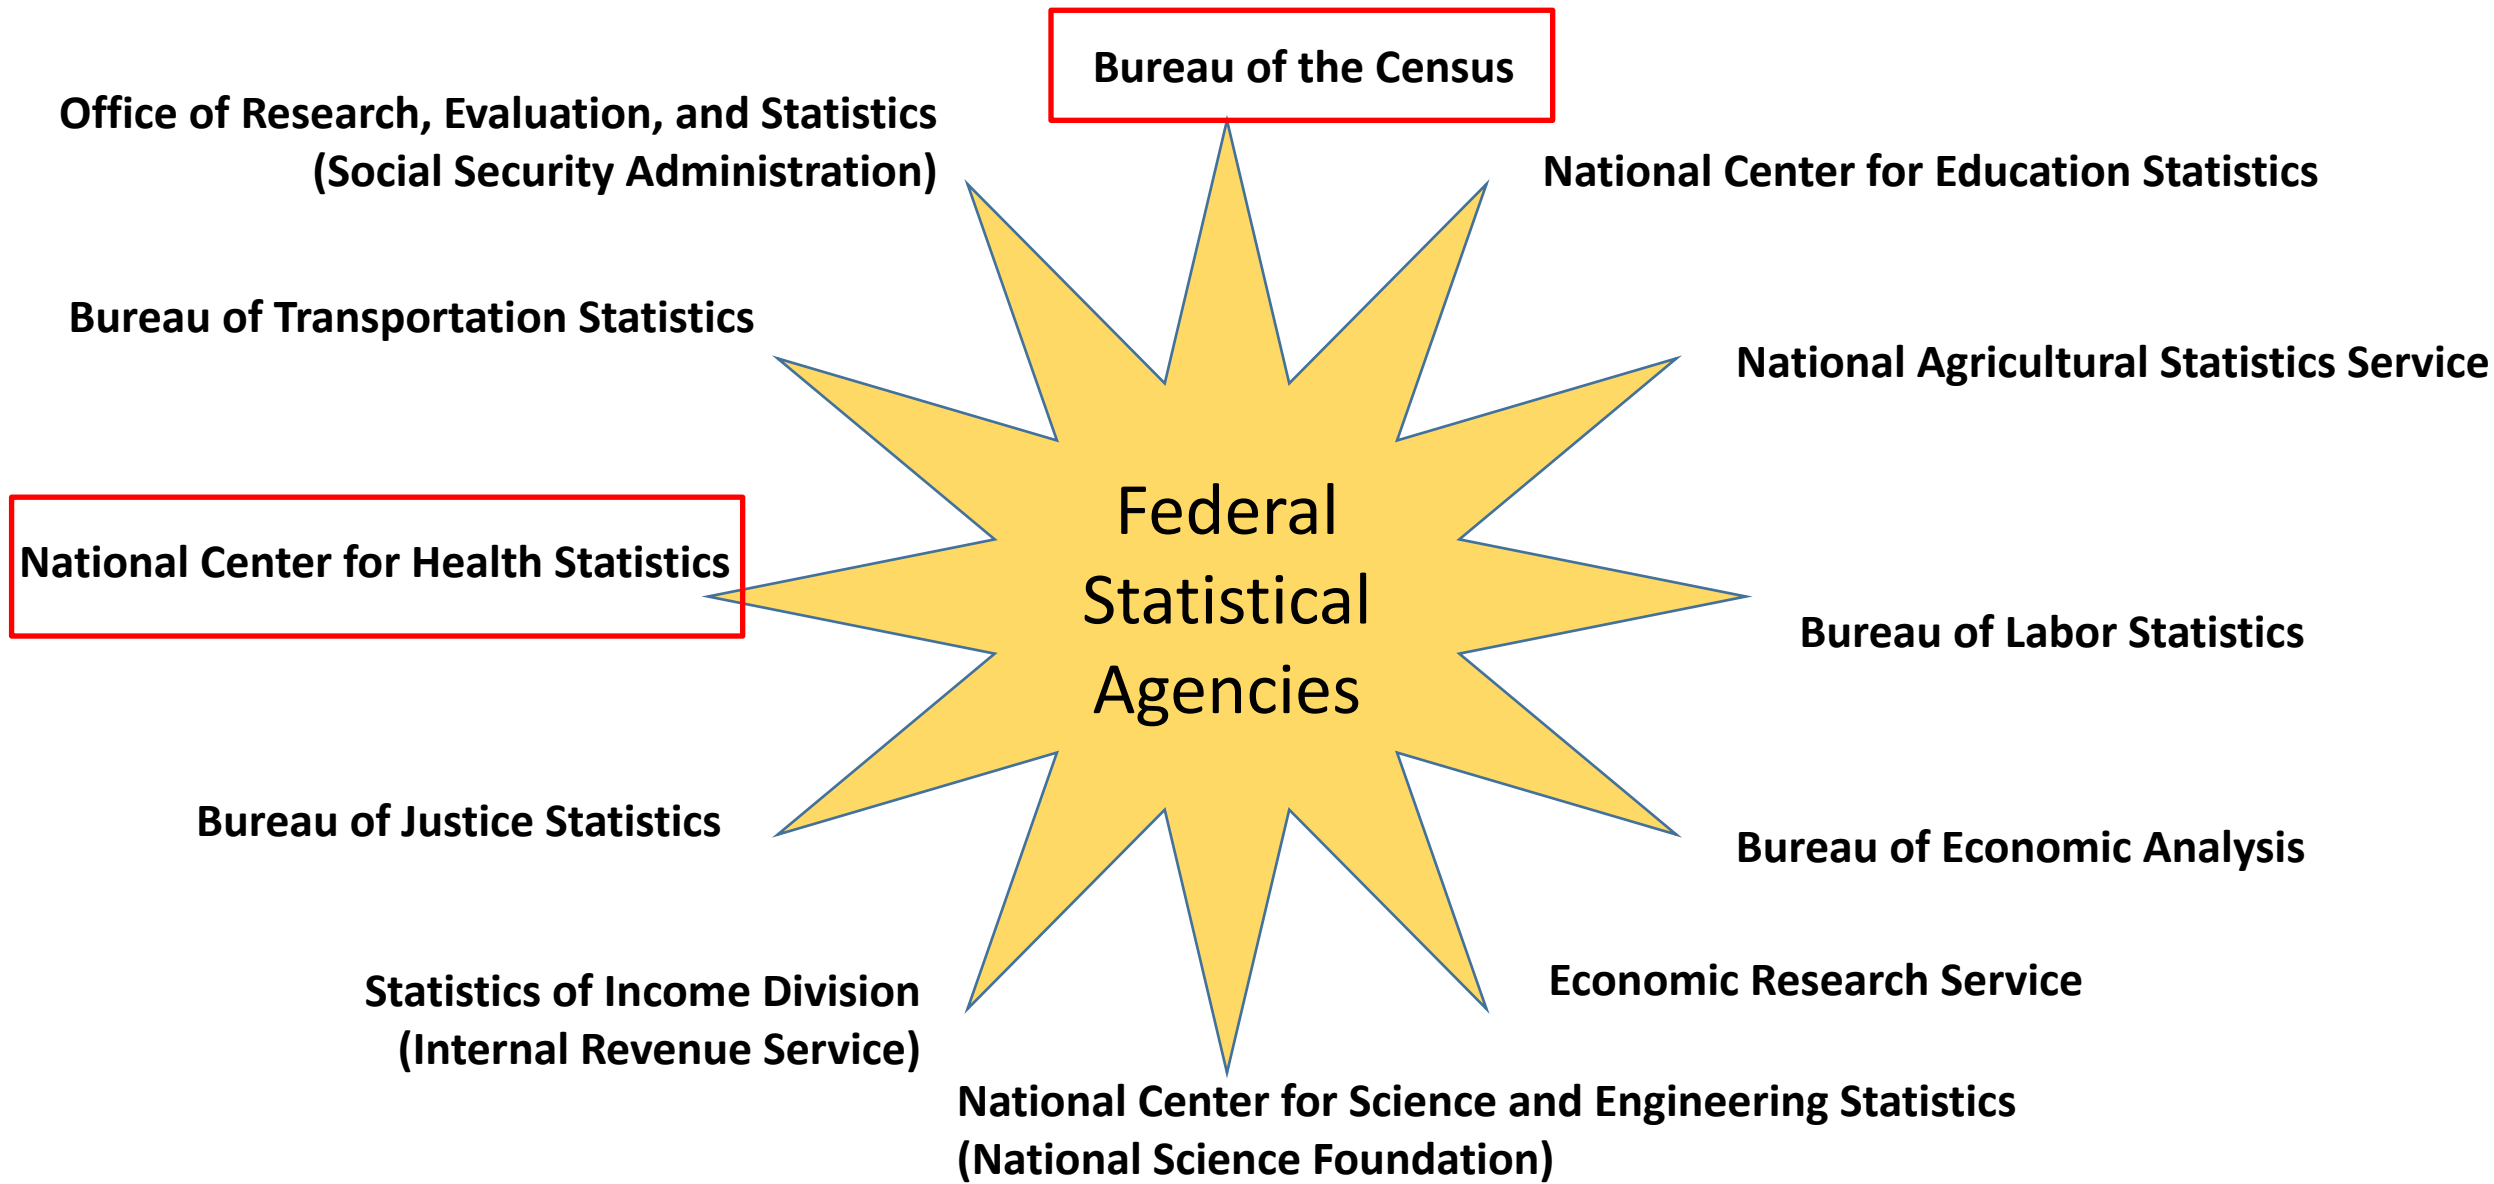 Bureau of the Census
Office of Research, Evaluation, and Statistics
(Social Security Administration)
National Center for Education Statistics
Bureau of Transportation Statistics
National Agricultural Statistics Service
National Center for Health Statistics
Federal
Statistical
Agencies
Bureau of Labor Statistics
Bureau of Justice Statistics
Bureau of Economic Analysis
Statistics of Income Division
(Internal Revenue Service)
Economic Research Service
National Center for Science and Engineering Statistics
(National Science Foundation)